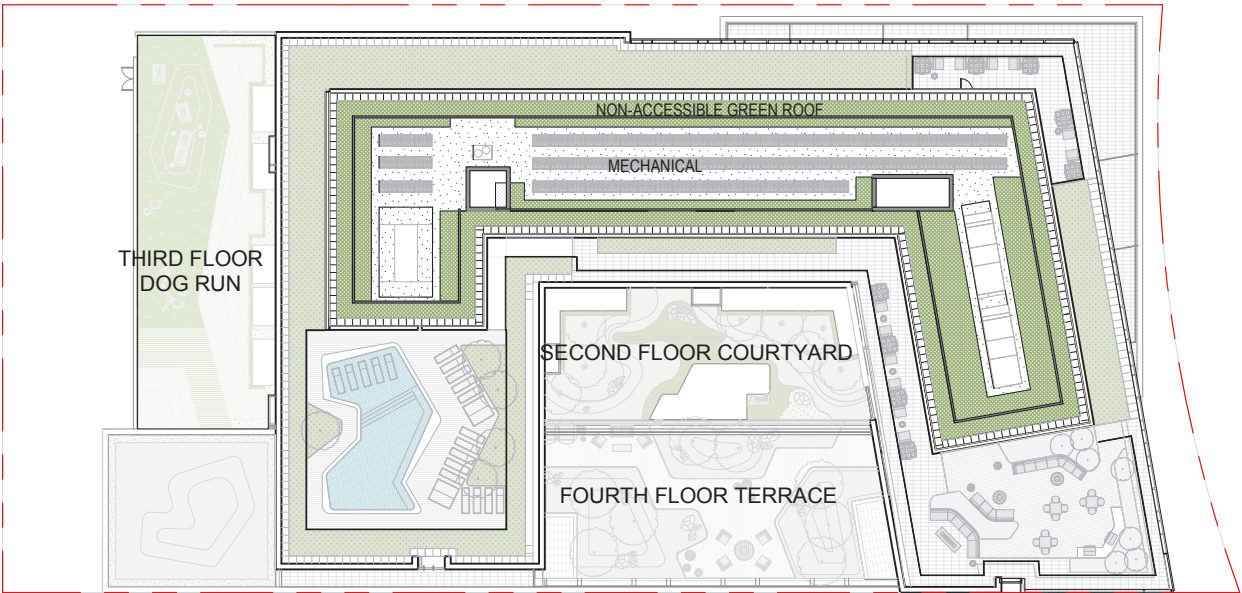 NON-ACCESSIBLE GREEN ROOF
MECHANICAL
THIRD FLOOR
DOG RUN
SECOND FLOOR COURTYARD
FOURTH FLOOR TERRACE